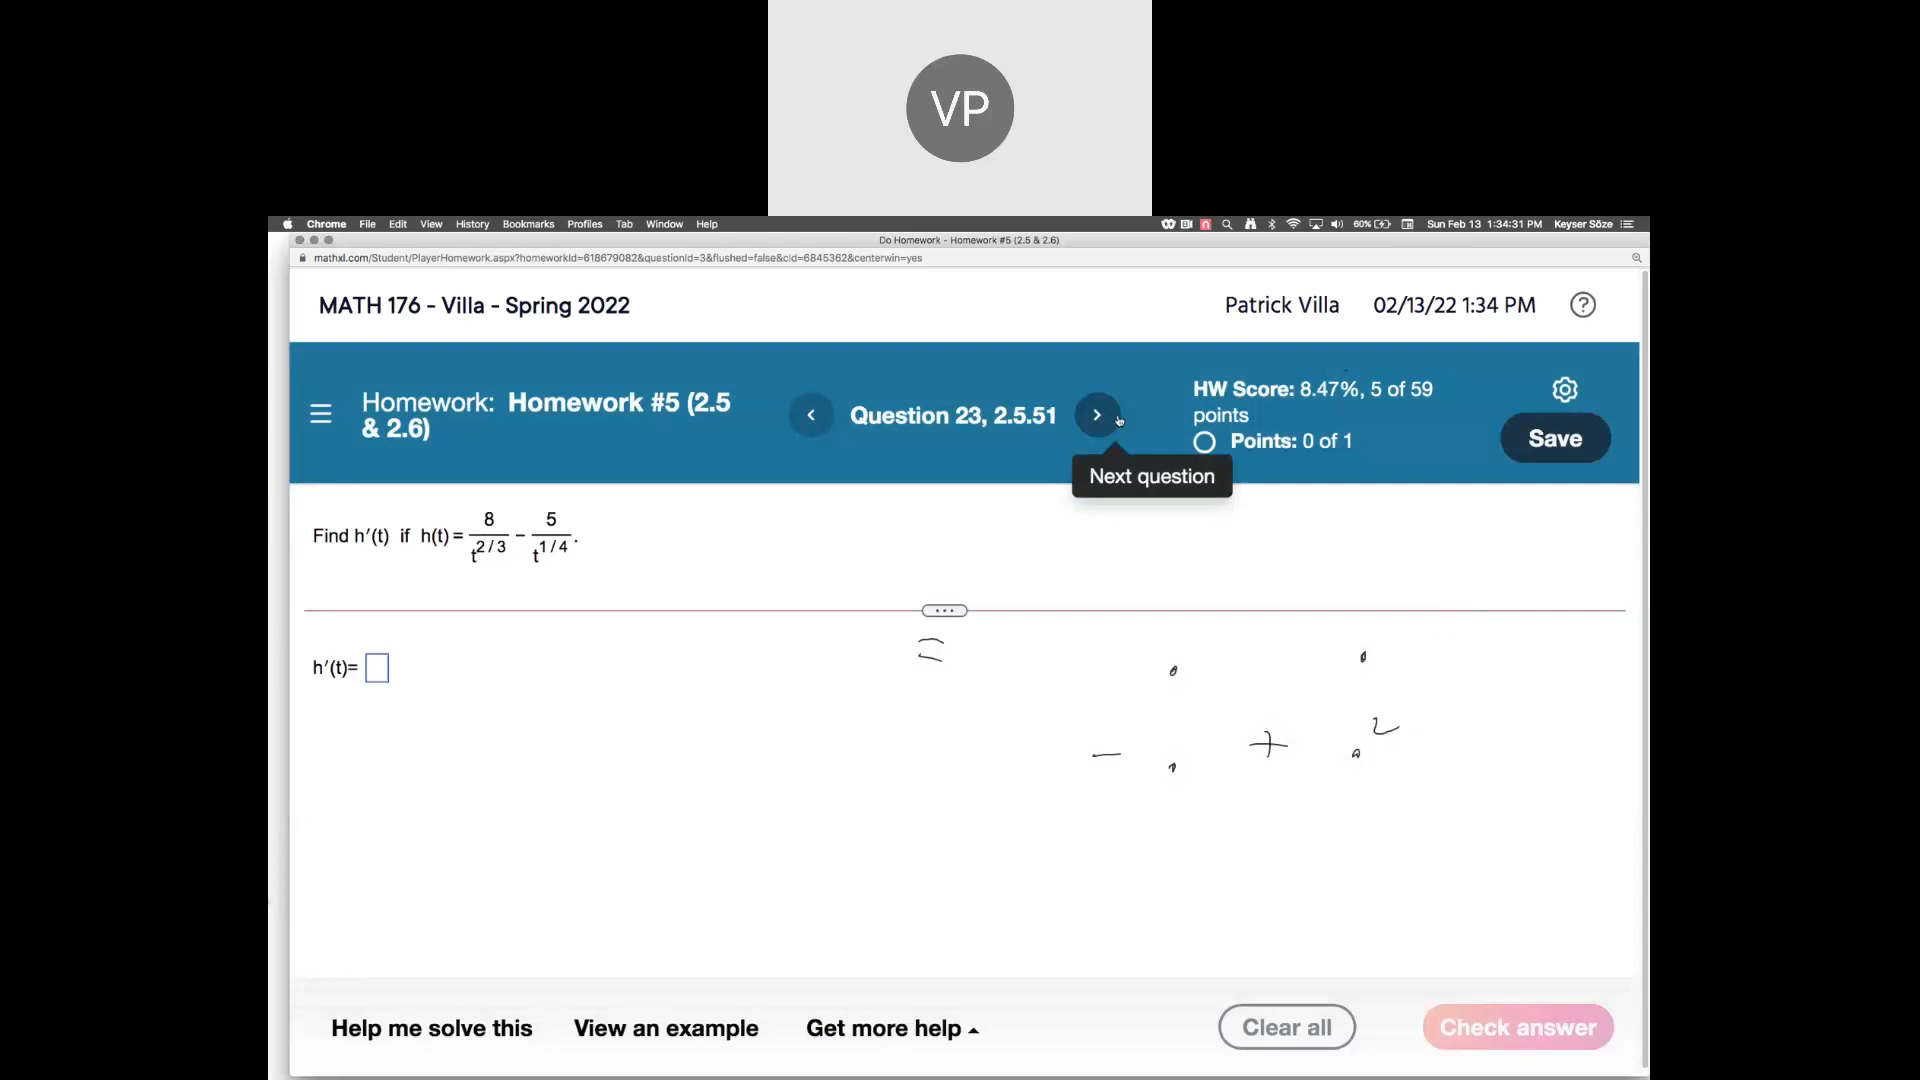 VP
Chrome File Edit View History Bookmarks Profiles Tab Window Help 60% Sun Feb 13 1:34:31 PM Keyser Söze
Do Homework - Homework #5 (2.5 & 2.6)
mathxl.com/Student/PlayerHomework.aspx?homeworkId=618679082&questionId=3&flushed=false&cId=6845362&centerwin=yes
MATH 176 - Villa - Spring 2022 Patrick Villa 02/13/22 1:34 PM ?
Homework: Homework #5 (2.5
& 2.6)
Question 23, 2.5.51
HW Score: 8.47%, 5 of 59
points
Points: 0 of 1
Save
Next question
Find h′(t) if h(t) = 8/t^2/3 - 5/t^1/4.
=
h′(t)=
- . + . 2
Help me solve this View an example Get more help Clear all Check answer